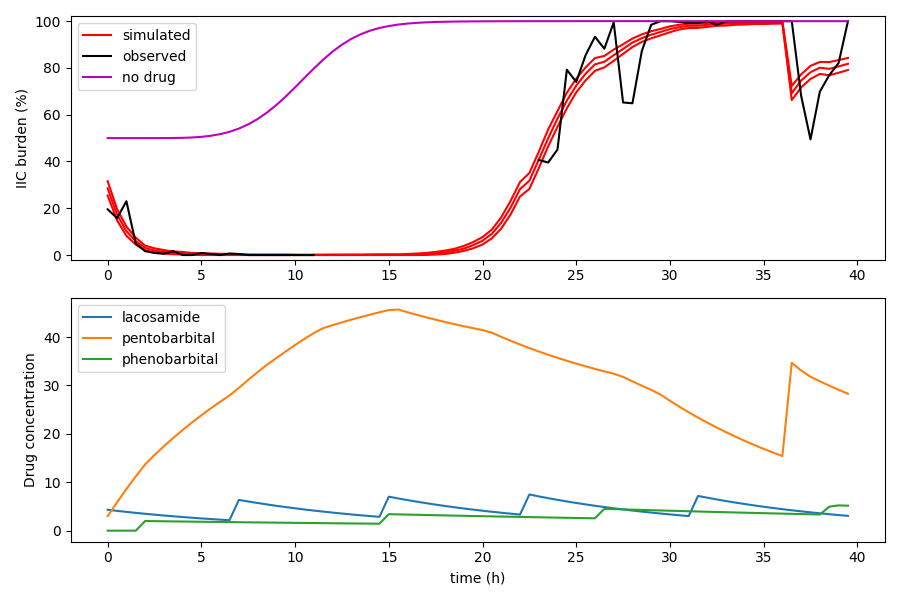 100
80
60
40
20
0
IIC burden (%)
simulated
observed
no drug
0 5 10 15 20 25 30 35 40
40
30
20
10
0
Drug concentration
lacosamide
pentobarbital
phenobarbital
0 5 10 15 20 25 30 35 40
time (h)